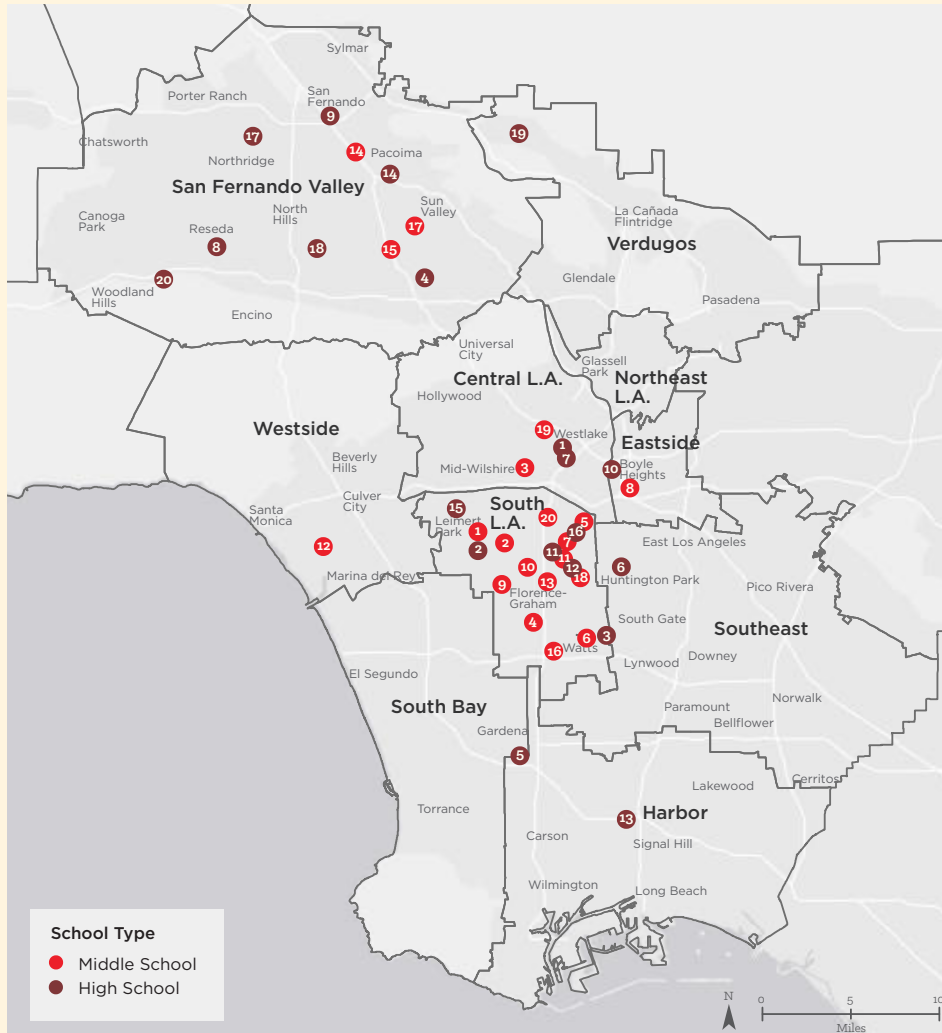 Sylmar
San
Fernando
Porter Ranch
9
17
19
Chatsworth
14
Pacoima
Northridge
14
San Fernando Valley
Sun
Valley
North
Hills
Canoga
Park
La Cañada
Flintridge
17
Reseda
Verdugos
8
18
15
4
20
Glendale
Woodland
Hills
Pasadena
Encino
Universal
City
Glassell
Park
Central L.A.
Northeast
L.A.
Hollywood
Westside
19
Westlake
Eastside
1
7
Beverly
Hills
Mid-Wilshire
3
10
Boyle
Heights
8
Culver
City
South
L.A.
15
Santa
Monica
Leimert
Park
20
5
1
16
12
2
2
7
East Los Angeles
11
11
Marina del Rey
10
12
6
18
Huntington Park
9
13
Pico Rivera
Florence-
Graham
4
South Gate
Southeast
6
3
16
Watts
Downey
Lynwood
El Segundo
Norwalk
South Bay
Paramount
Bellflower
Gardena
5
Cerritos
Lakewood
Torrance
Harbor
13
Carson
Signal Hill
Wilmington
Long Beach
School Type
Middle School
High School
N
0
5
10
Miles